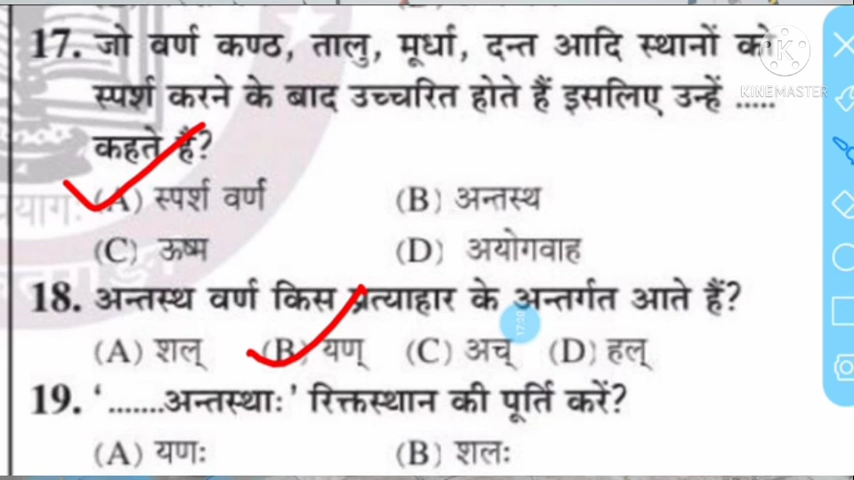 17. जो वर्ण कण्ठ, तालु, मूर्धा, दन्त आदि स्थानों को
KINEMASTER
स्पर्श करने के बाद उच्चरित होते हैं इसलिए उन्हें .....
कहते हैं?
(A) स्पर्श वर्ण (B) अन्तस्थ
(C) ऊष्म (D) अयोगवाह
18. अन्तस्थ वर्ण किस प्रत्याहार के अन्तर्गत आते हैं?
17:39
(A) शल् (B) यण् (C) अच् (D) हल्
19. ‘.......अन्तस्थाः’ रिक्तस्थान की पूर्ति करें?
(A) यणः (B) शलः